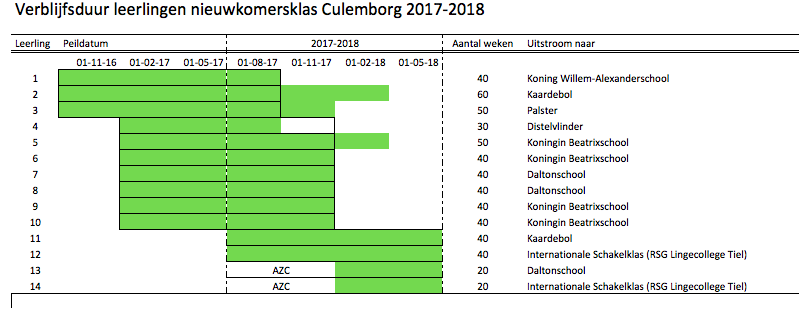 Verblijfsduur leerlingen nieuwkomersklas Culemborg 2017-2018
Leerling Peildatum 2017-2018 Aantal weken Uitstroom naar
01-11-16 01-02-17 01-05-17 01-08-17 01-11-17 01-02-18 01-05-18
1 40 Koning Willem-Alexanderschool
2 60 Kaardebol
3 50 Palster
4 30 Distelvlinder
5 50 Koningin Beatrixschool
6 40 Koningin Beatrixschool
7 40 Daltonschool
8 40 Daltonschool
9 40 Koningin Beatrixschool
10 40 Koningin Beatrixschool
11 40 Kaardebol
12 40 Internationale Schakelklas (RSG Lingecollege Tiel)
13 AZC 20 Daltonschool
14 AZC 20 Internationale Schakelklas (RSG Lingecollege Tiel)